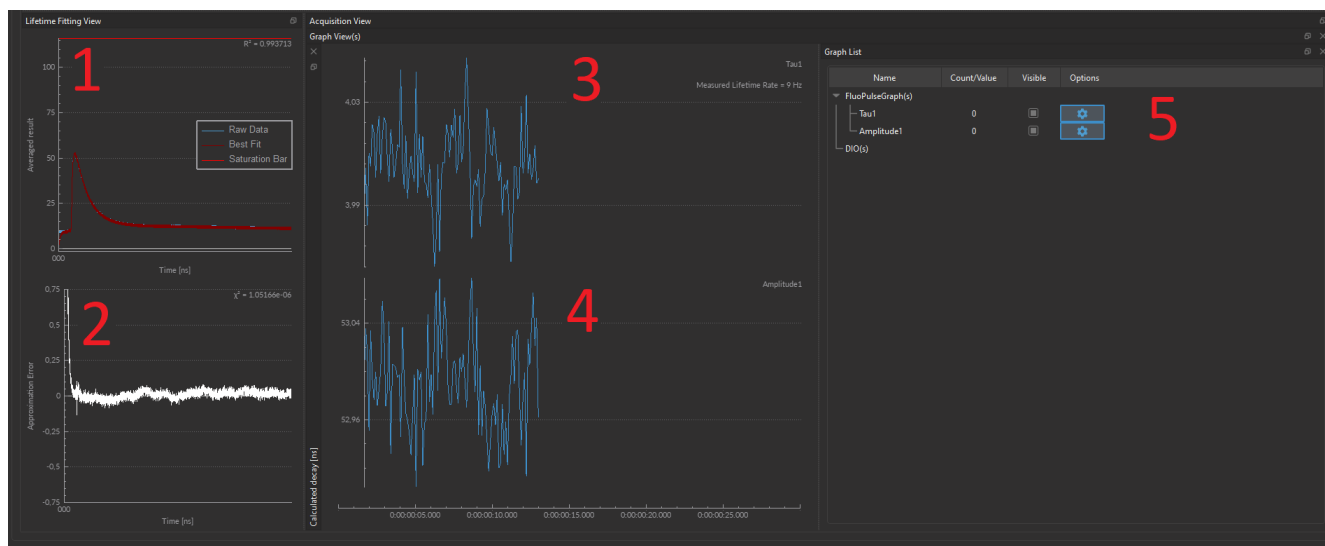 Lifetime Fitting View
1
R² = 0.993713
100
75
50
25
0
Averaged result
Raw Data
Best Fit
Saturation Bar
000
Time [ns]
2
χ² = 1.05166e-06
0,75
0,5
0,25
0
-0,25
-0,5
-0,75
Approximation Error
000
Time [ns]
Acquisition View
Graph View(s)
3
Tau1
Measured Lifetime Rate = 9 Hz
4,03
3,99
4
Amplitude1
53,04
52,96
Calculated decay [ns]
0:00:00:05.000 0:00:00:10.000 0:00:00:15.000 0:00:00:20.000 0:00:00:25.000
Graph List
Name Count/Value Visible Options
FluoPulseGraph(s)
Tau1 0
Amplitude1 0
DIO(s)
5